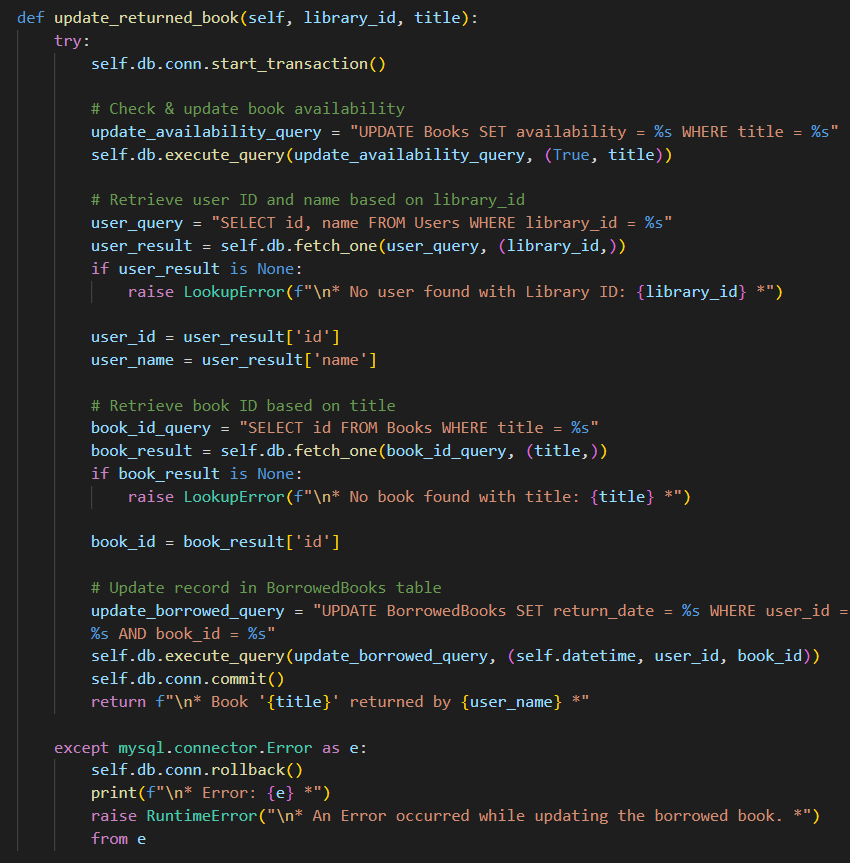 def update_returned_book(self, library_id, title):
    try:
        self.db.conn.start_transaction()

        # Check & update book availability
        update_availability_query = "UPDATE Books SET availability = %s WHERE title = %s"
        self.db.execute_query(update_availability_query, (True, title))

        # Retrieve user ID and name based on library_id
        user_query = "SELECT id, name FROM Users WHERE library_id = %s"
        user_result = self.db.fetch_one(user_query, (library_id,))
        if user_result is None:
            raise LookupError(f"\n* No user found with Library ID: {library_id} *")

        user_id = user_result['id']
        user_name = user_result['name']

        # Retrieve book ID based on title
        book_id_query = "SELECT id FROM Books WHERE title = %s"
        book_result = self.db.fetch_one(book_id_query, (title,))
        if book_result is None:
            raise LookupError(f"\n* No book found with title: {title} *")

        book_id = book_result['id']

        # Update record in BorrowedBooks table
        update_borrowed_query = "UPDATE BorrowedBooks SET return_date = %s WHERE user_id =
        %s AND book_id = %s"
        self.db.execute_query(update_borrowed_query, (self.datetime, user_id, book_id))
        self.db.conn.commit()
        return f"\n* Book '{title}' returned by {user_name} *"

    except mysql.connector.Error as e:
        self.db.conn.rollback()
        print(f"\n* Error: {e} *")
        raise RuntimeError("\n* An Error occurred while updating the borrowed book. *")
        from e